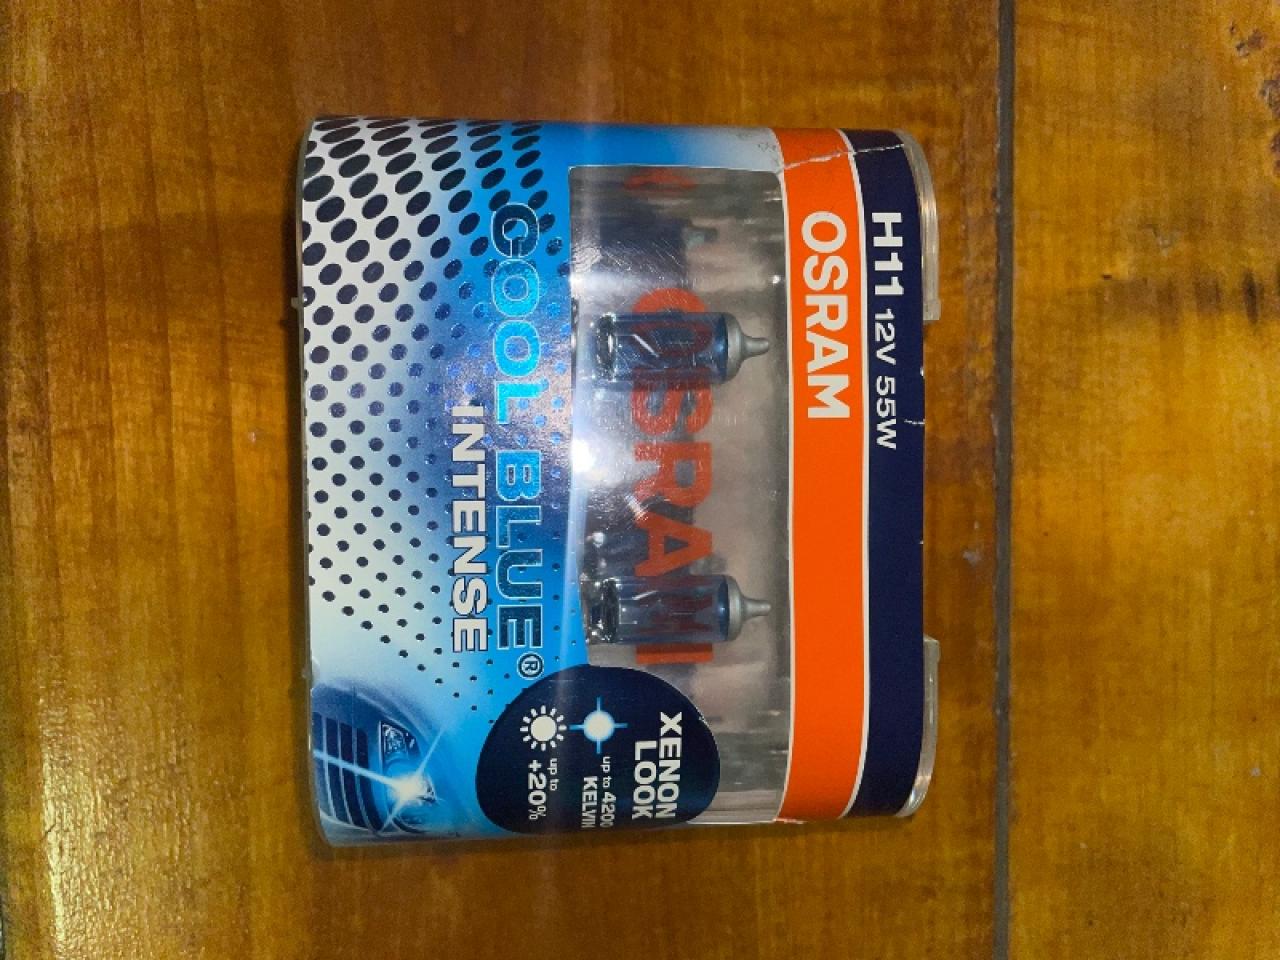 H11 12V 55W
OSRAM
OSRAM
COOL BLUE®
INTENSE
XENON
LOOK
up to 4200
KELVIN
up to
+20%